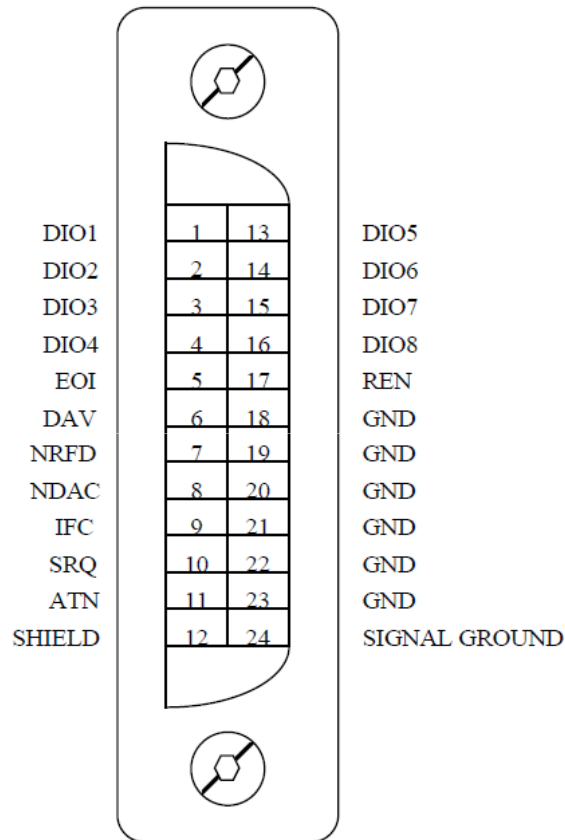 DIO1 1 13 DIO5
DIO2 2 14 DIO6
DIO3 3 15 DIO7
DIO4 4 16 DIO8
EOI 5 17 REN
DAV 6 18 GND
NRFD 7 19 GND
NDAC 8 20 GND
IFC 9 21 GND
SRQ 10 22 GND
ATN 11 23 GND
SHIELD 12 24 SIGNAL GROUND